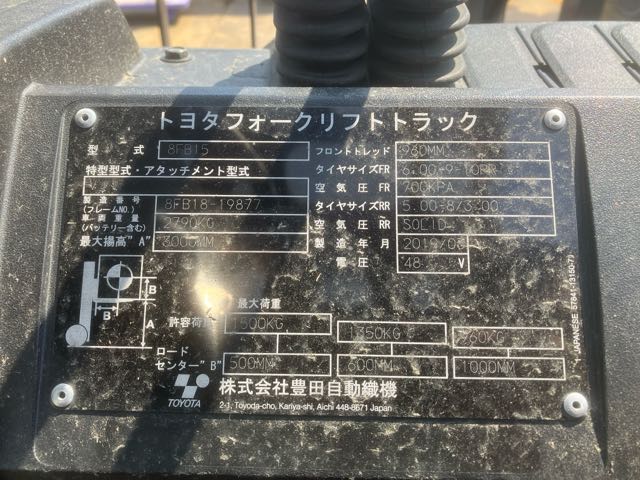 トヨタフォークリフトトラック
型 式 8FB15 フロントトレッド 960MM
特型型式・アタッチメント型式 タイヤサイズFR 6.00-9-10PR
空気圧FR 700KPA
製造番号 (フレームNO.) 8FB18-19877 タイヤサイズRR 5.00-8/3.00
車両重量 (バッテリー含む) 2790KG 空気圧RR SOLID
最大揚高"A" 3000MM 製造年月
電圧 48 V
B
B A
最大荷重
許容荷重 1500KG 1350KG
ロード
センター"B" 500MM 600MM 1000MM
TOYOTA 株式会社豊田自動織機
2-1, Toyoda-cho, Kariya-shi, Aichi 448-8671 Japan
JAPANESE